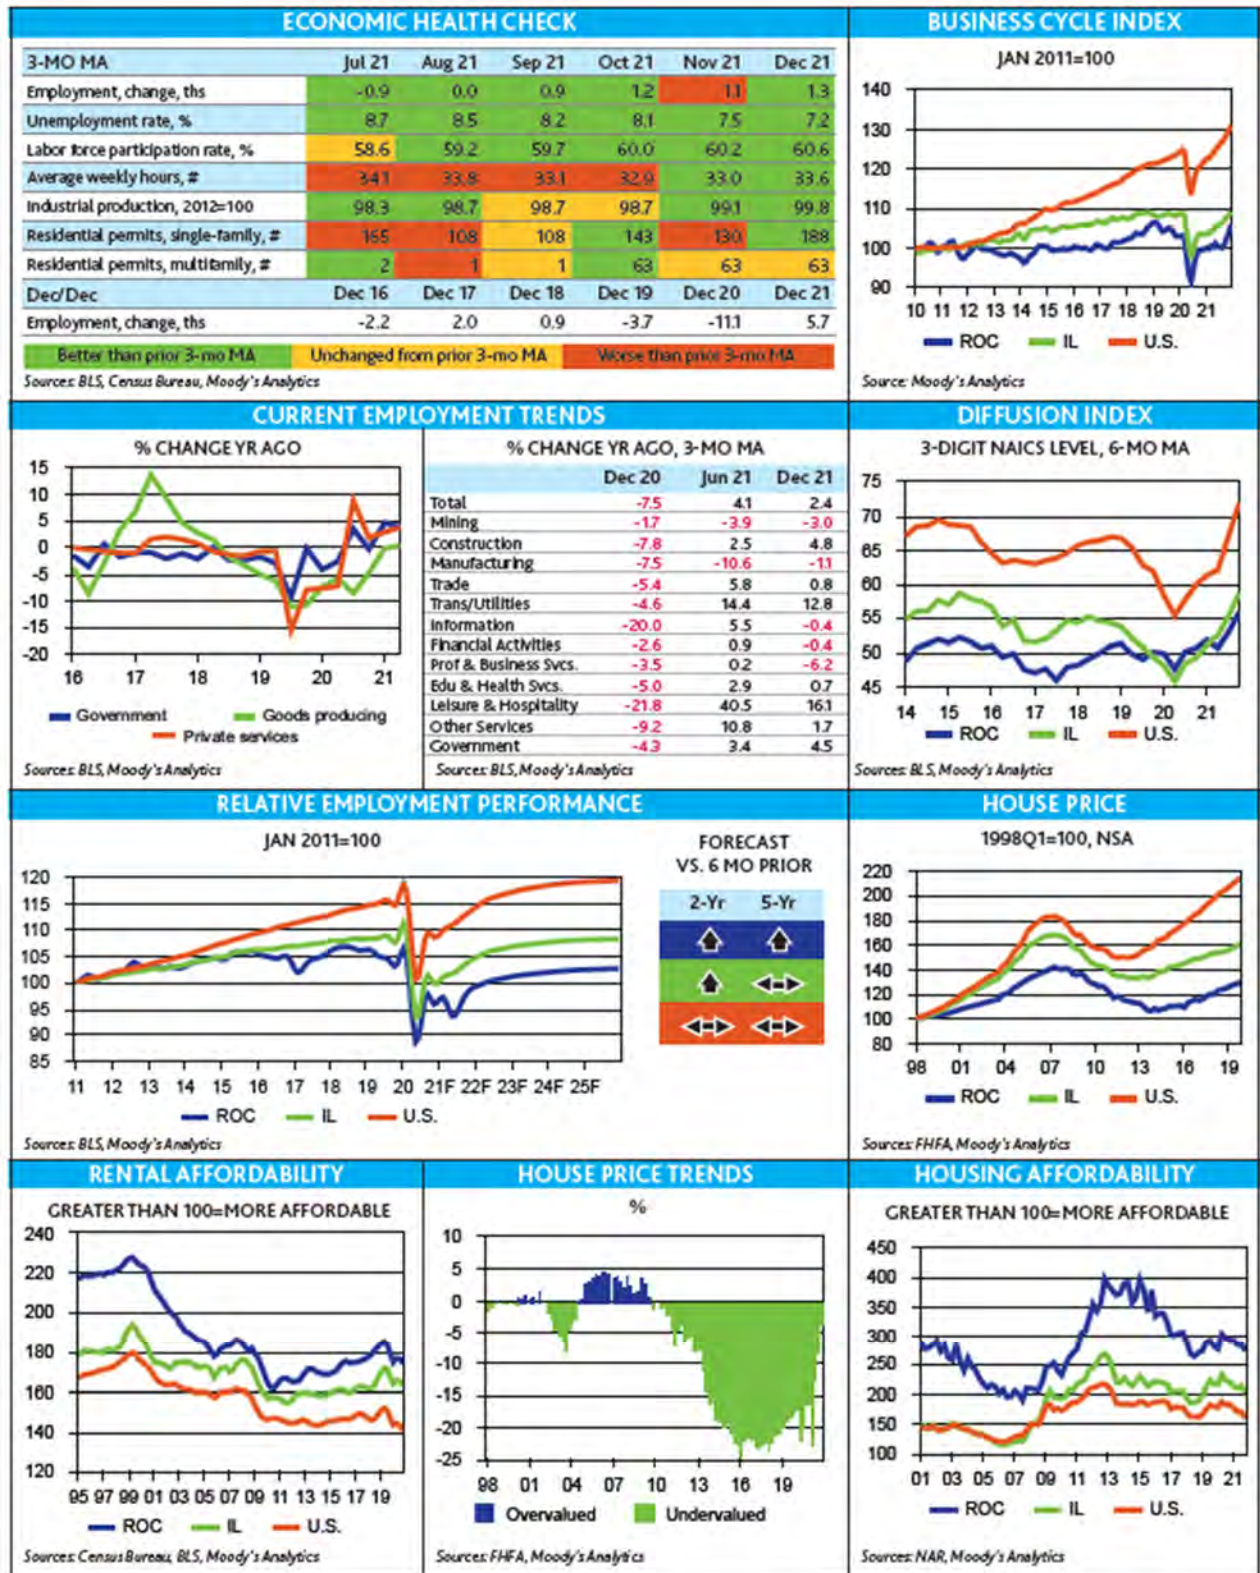 ECONOMIC HEALTH CHECK
3-MO MA Jul 21 Aug 21 Sep 21 Oct 21 Nov 21 Dec 21
Employment, change, ths -0.9 0.0 0.9 1.2 1.1 1.3
Unemployment rate, % 8.7 8.5 8.2 8.1 7.5 7.2
Labor force participation rate, % 58.6 59.2 59.7 60.0 60.2 60.6
Average weekly hours, # 34.1 33.8 33.1 32.9 33.0 33.6
Industrial production, 2012=100 98.3 98.7 98.7 98.7 99.1 99.8
Residential permits, single-family, # 165 108 108 143 130 188
Residential permits, multifamily, # 2 1 1 63 63 63
Dec/Dec Dec 16 Dec 17 Dec 18 Dec 19 Dec 20 Dec 21
Employment, change, ths -2.2 2.0 0.9 -3.7 -11.1 5.7
Better than prior 3-mo MA Unchanged from prior 3-mo MA Worse than prior 3-mo MA
Sources: BLS, Census Bureau, Moody's Analytics
BUSINESS CYCLE INDEX
JAN 2011=100
140
130
120
110
100
90
10 11 12 13 14 15 16 17 18 19 20 21
ROC IL U.S.
Source: Moody's Analytics
CURRENT EMPLOYMENT TRENDS
% CHANGE YR AGO
15
10
5
0
-5
-10
-15
-20
16 17 18 19 20 21
Government Goods producing
Private services
Sources: BLS, Moody's Analytics
% CHANGE YR AGO, 3-MO MA
Dec 20 Jun 21 Dec 21
Total -7.5 4.1 2.4
Mining -1.7 -3.9 -3.0
Construction -7.8 2.5 4.8
Manufacturing -7.5 -10.6 -1.1
Trade -5.4 5.8 0.8
Trans/Utilities -4.6 14.4 12.8
Information -20.0 5.5 -0.4
Financial Activities -2.6 0.9 -0.4
Prof & Business Svcs. -3.5 0.2 -6.2
Edu & Health Svcs. -5.0 2.9 0.7
Leisure & Hospitality -21.8 40.5 16.1
Other Services -9.2 10.8 1.7
Government -4.3 3.4 4.5
Sources: BLS, Moody's Analytics
DIFFUSION INDEX
3-DIGIT NAICS LEVEL, 6-MO MA
75
70
65
60
55
50
45
14 15 16 17 18 19 20 21
ROC IL U.S.
Sources: BLS, Moody's Analytics
RELATIVE EMPLOYMENT PERFORMANCE
JAN 2011=100
120
115
110
105
100
95
90
85
11 12 13 14 15 16 17 18 19 20 21F 22F 23F 24F 25F
ROC IL U.S.
Sources: BLS, Moody's Analytics
FORECAST
VS. 6 MO PRIOR
2-Yr 5-Yr
HOUSE PRICE
1998Q1=100, NSA
220
200
180
160
140
120
100
80
98 01 04 07 10 13 16 19
ROC IL U.S.
Sources: FHFA, Moody's Analytics
RENTAL AFFORDABILITY
GREATER THAN 100=MORE AFFORDABLE
240
220
200
180
160
140
120
95 97 99 01 03 05 07 09 11 13 15 17 19
ROC IL U.S.
Sources: Census Bureau, BLS, Moody's Analytics
HOUSE PRICE TRENDS
%
10
5
0
-5
-10
-15
-20
-25
98 01 04 07 10 13 16 19
Overvalued Undervalued
Sources: FHFA, Moody's Analytics
HOUSING AFFORDABILITY
GREATER THAN 100=MORE AFFORDABLE
450
400
350
300
250
200
150
100
01 03 05 07 09 11 13 15 17 19 21
ROC IL U.S.
Sources: NAR, Moody's Analytics